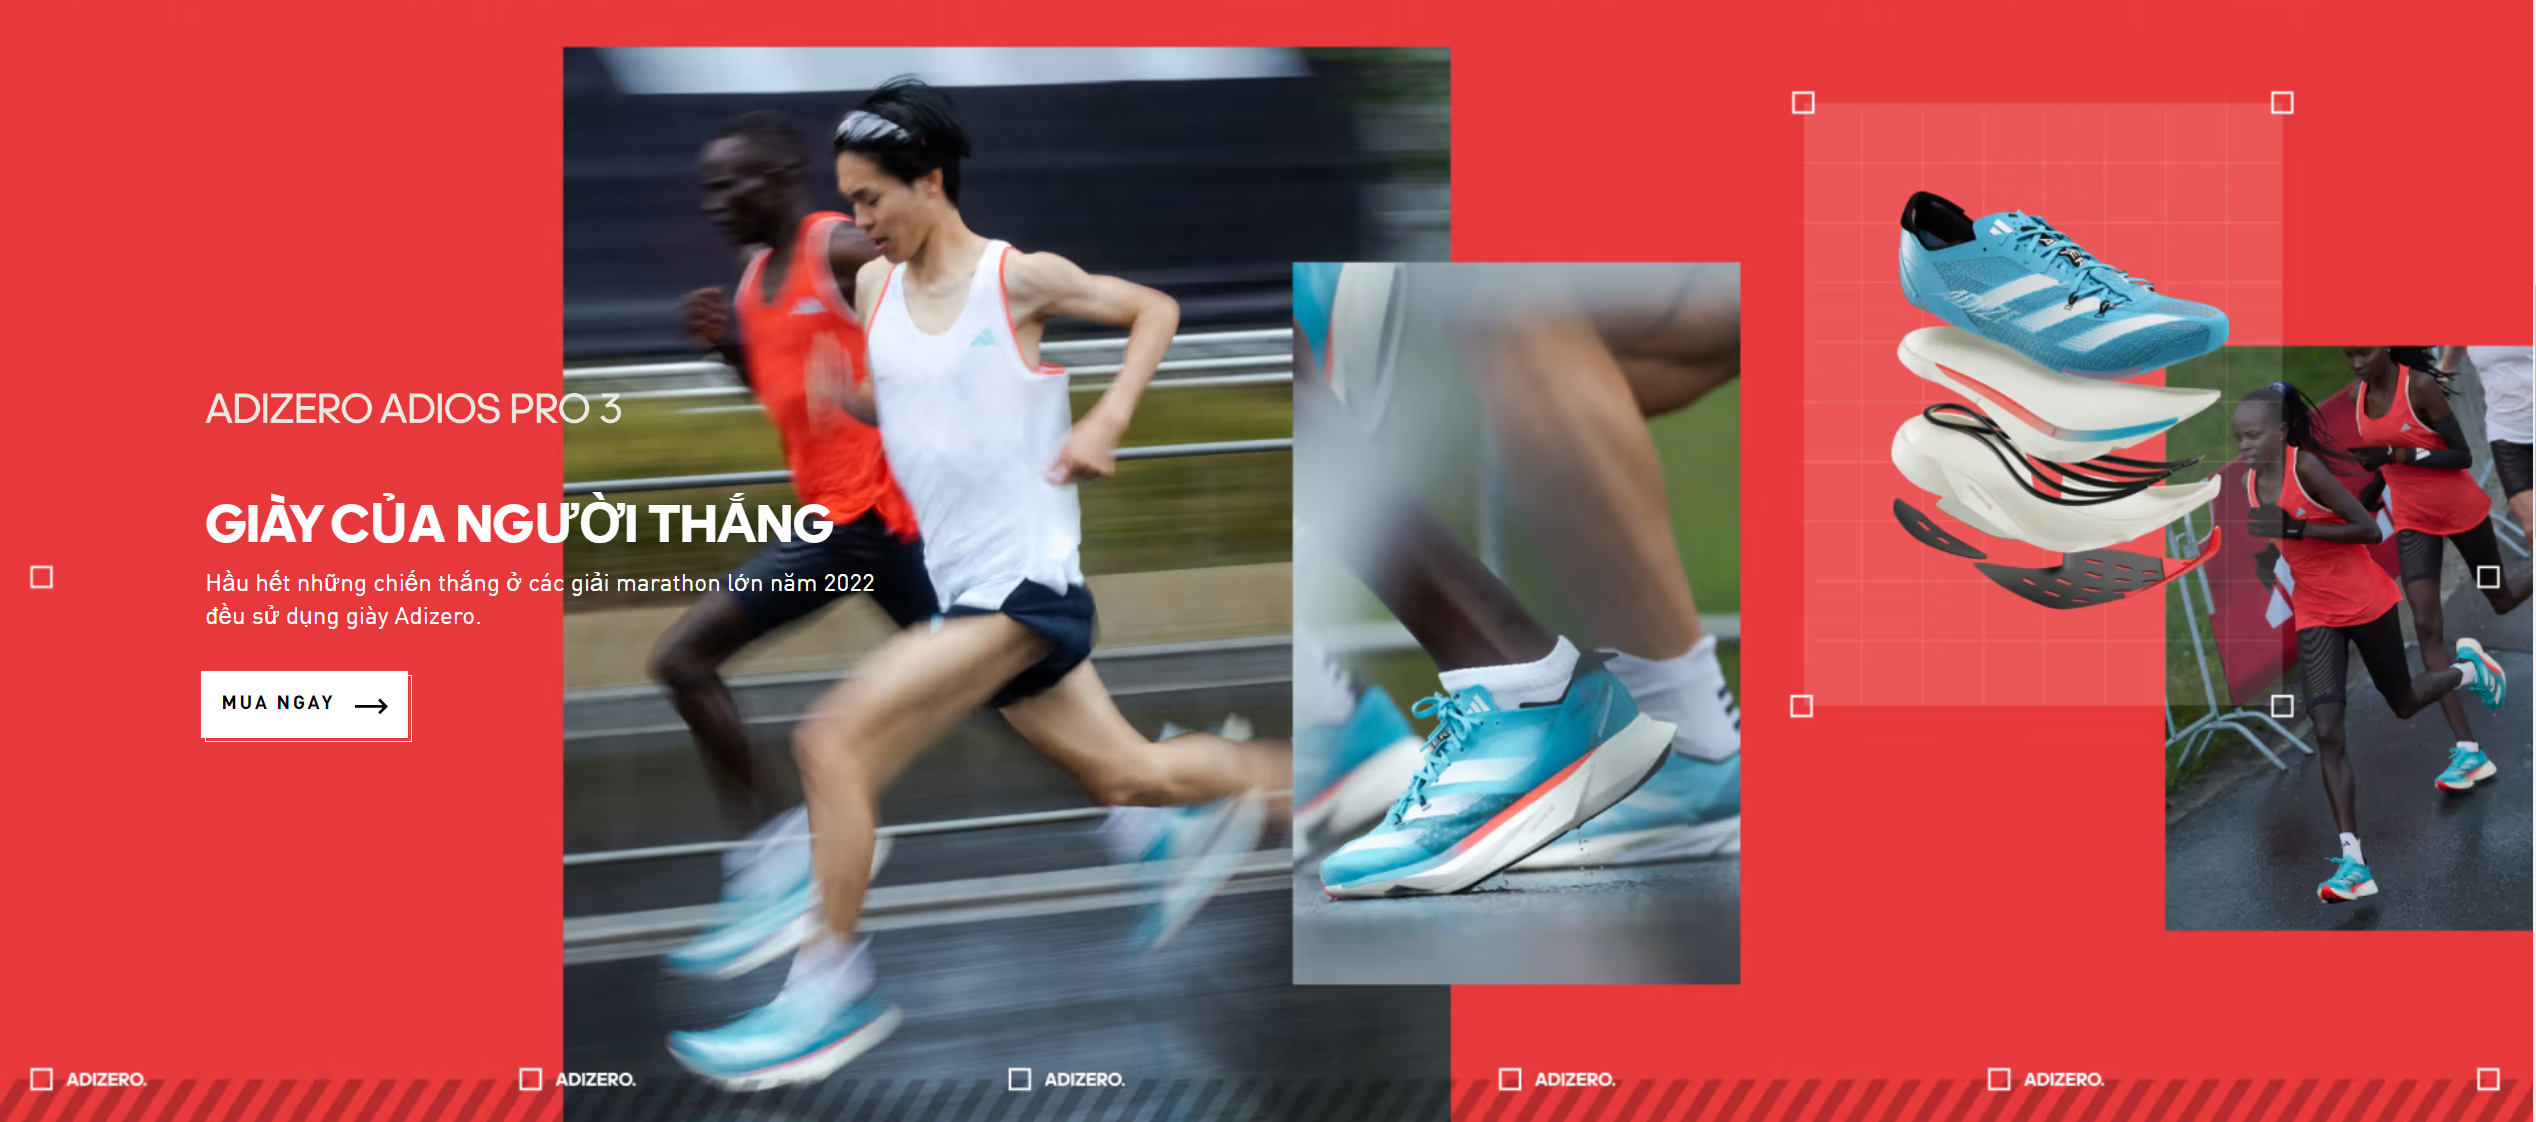 ADIZERO ADIOS PRO 3
GIÀY CỦA NGƯỜI THẮNG
Hầu hết những chiến thắng ở các giải marathon lớn năm 2022
đều sử dụng giày Adizero.
MUA NGAY
ADIZERO. ADIZERO. ADIZERO. ADIZERO. ADIZERO.